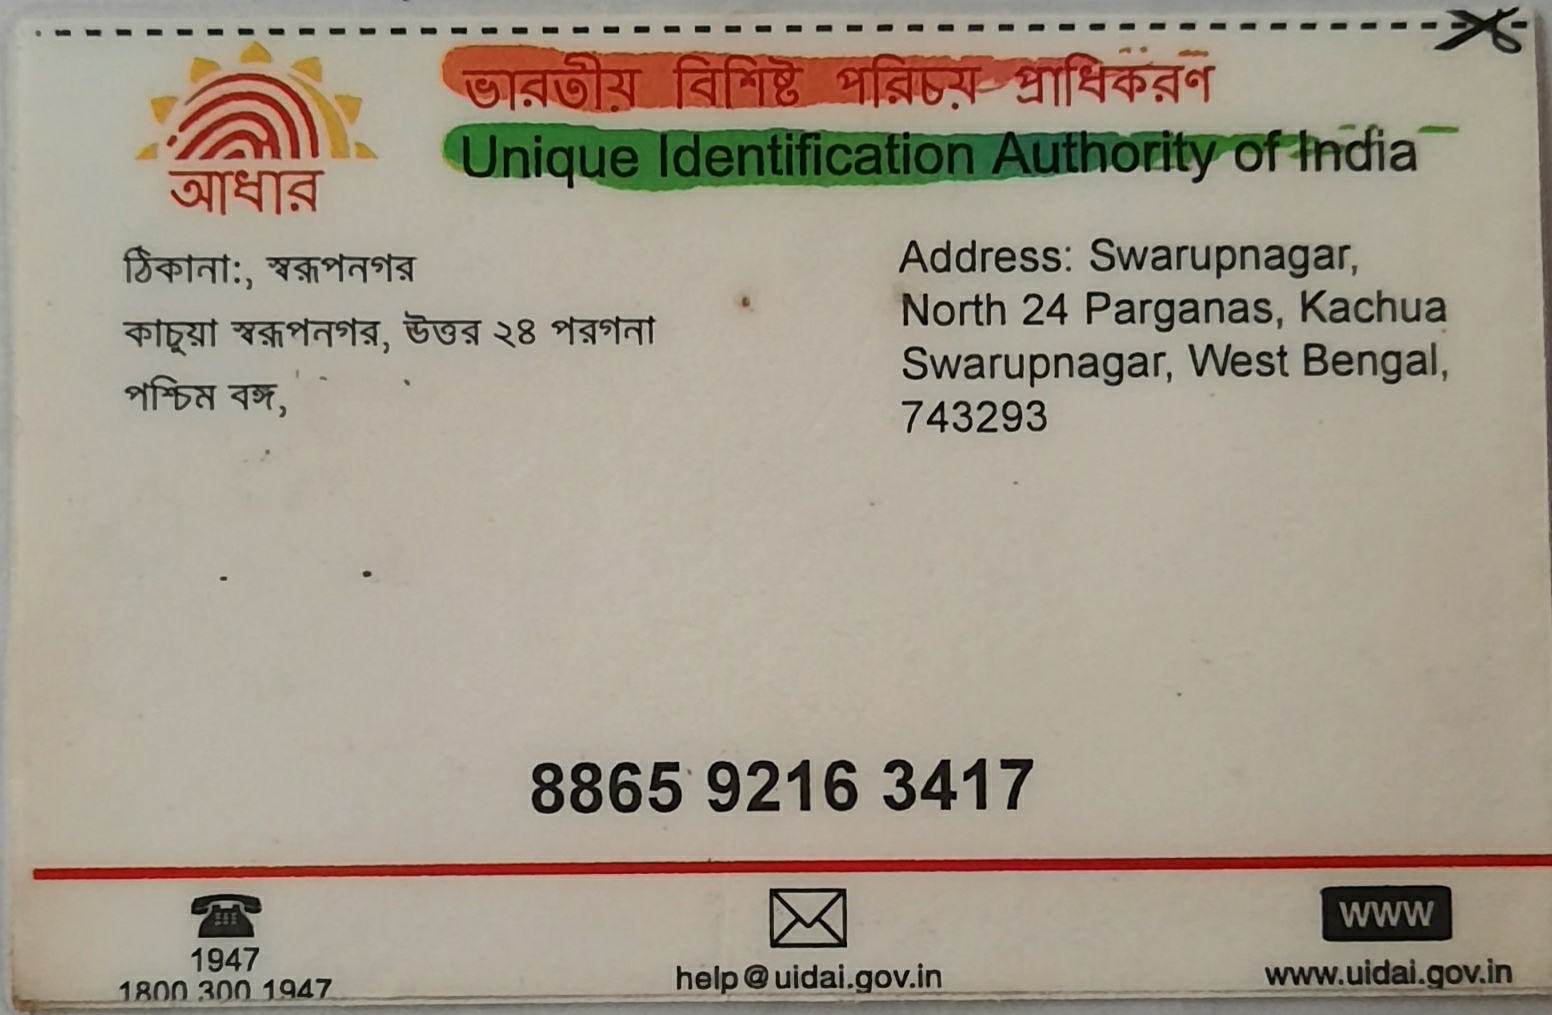 ভারতীয় বিশিষ্ট পরিচয় প্রাধিকরণ
Unique Identification Authority of India
আধার
ঠিকানা:, স্বরূপনগর
কাচুয়া স্বরূপনগর, উত্তর ২৪ পরগনা
পশ্চিম বঙ্গ,
Address: Swarupnagar,
North 24 Parganas, Kachua
Swarupnagar, West Bengal,
743293
8865 9216 3417
1947
1800 300 1947
help@uidai.gov.in
WWW
www.uidai.gov.in